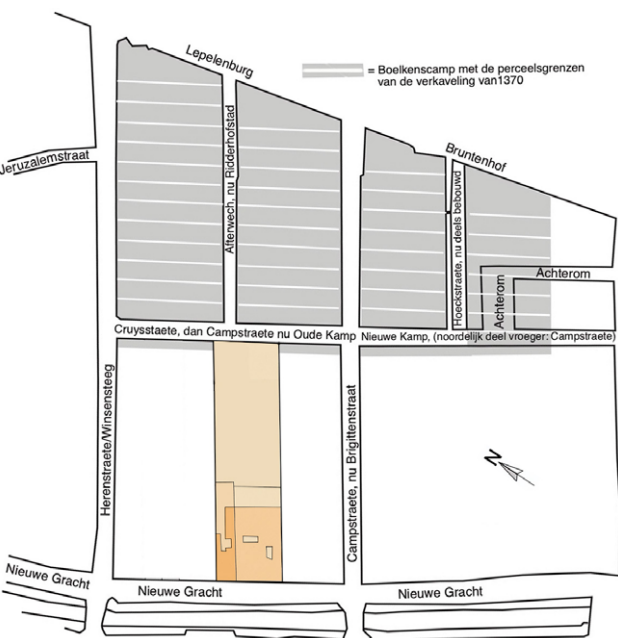 Lepelenburg
= Boelkenscamp met de perceelsgrenzen
van de verkaveling van1370
Jeruzalemstraat
Afterwech, nu Ridderhofstad
Bruntenhof
Hoeckstraete, nu deels bebouwd
Achterom
Achterom
Cruysstaete, dan Campstraete nu Oude Kamp
Nieuwe Kamp, (noordelijk deel vroeger: Campstraete)
Herenstraete/Winsensteeg
Campstraete, nu Brigittenstraat
N
Nieuwe Gracht
Nieuwe Gracht
Nieuwe Gracht